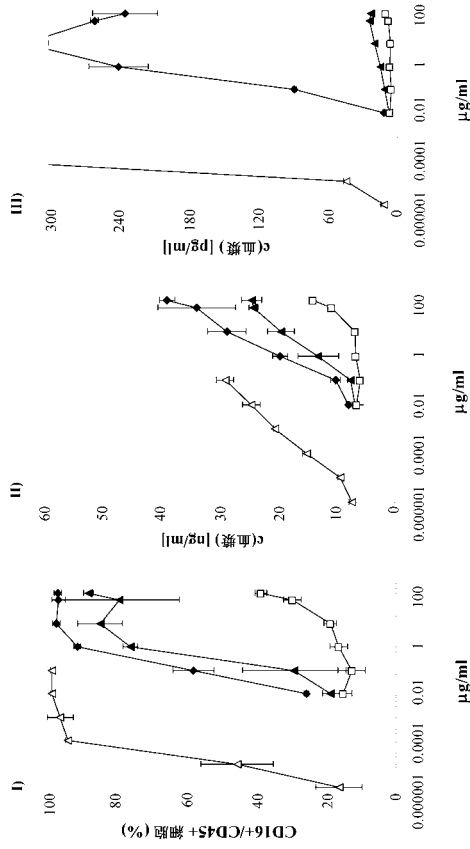 I)
CD16+/CD45+ 細胞 (%)
100
80
60
40
20
0
0.000001 0.0001 0.01 1 100
µg/ml
II)
c(血漿) [ng/ml]
60
50
40
30
20
10
0
0.000001 0.0001 0.01 1 100
µg/ml
III)
c(血漿) [pg/ml]
300
240
180
120
60
0
0.000001 0.0001 0.01 1 100
µg/ml